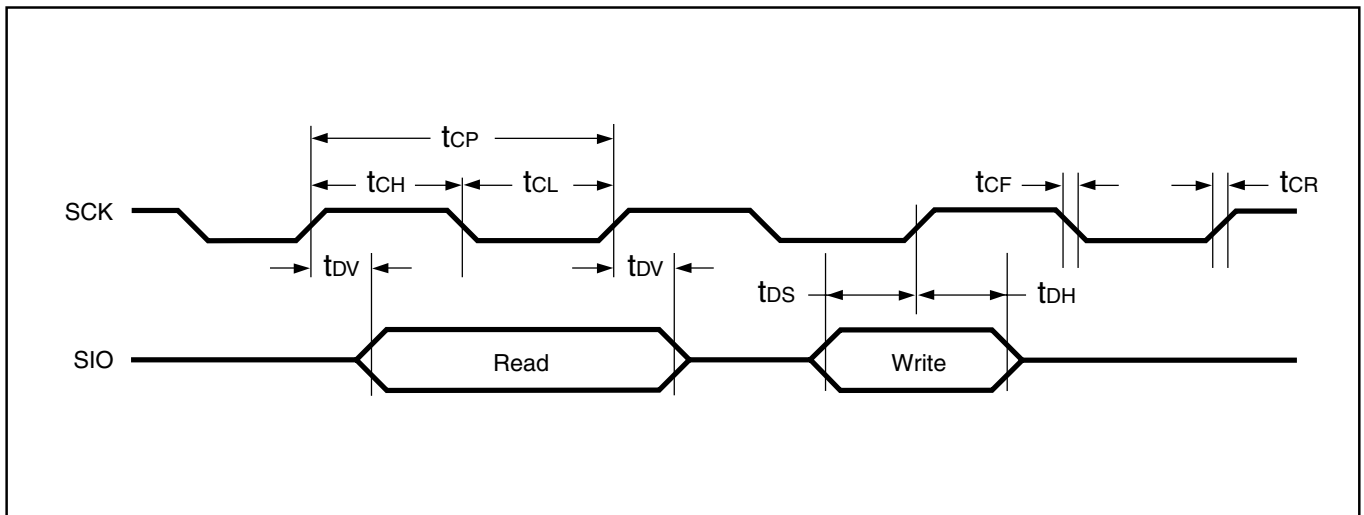 tCP
tCH tCL tCF tCR
SCK
tDV tDV
tDS tDH
SIO Read Write